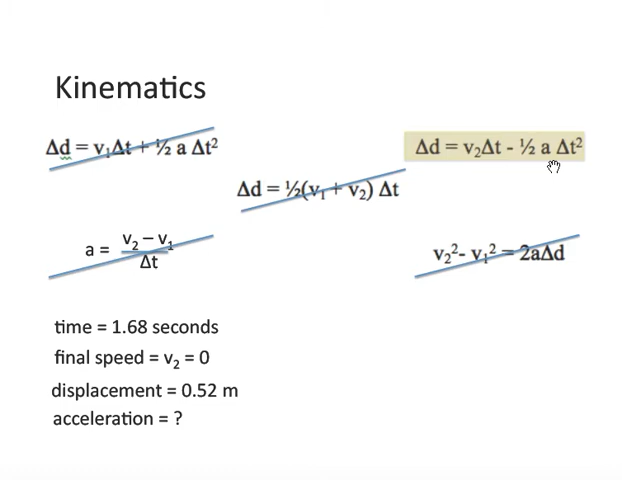 Kinematics
Δd = v₁Δt + ½ a Δt²
Δd = v₂Δt - ½ a Δt²
Δd = ½(v₁ + v₂) Δt
a = v₂ – v₁
Δt
v₂²- v₁² = 2aΔd
time = 1.68 seconds
final speed = v₂ = 0
displacement = 0.52 m
acceleration = ?